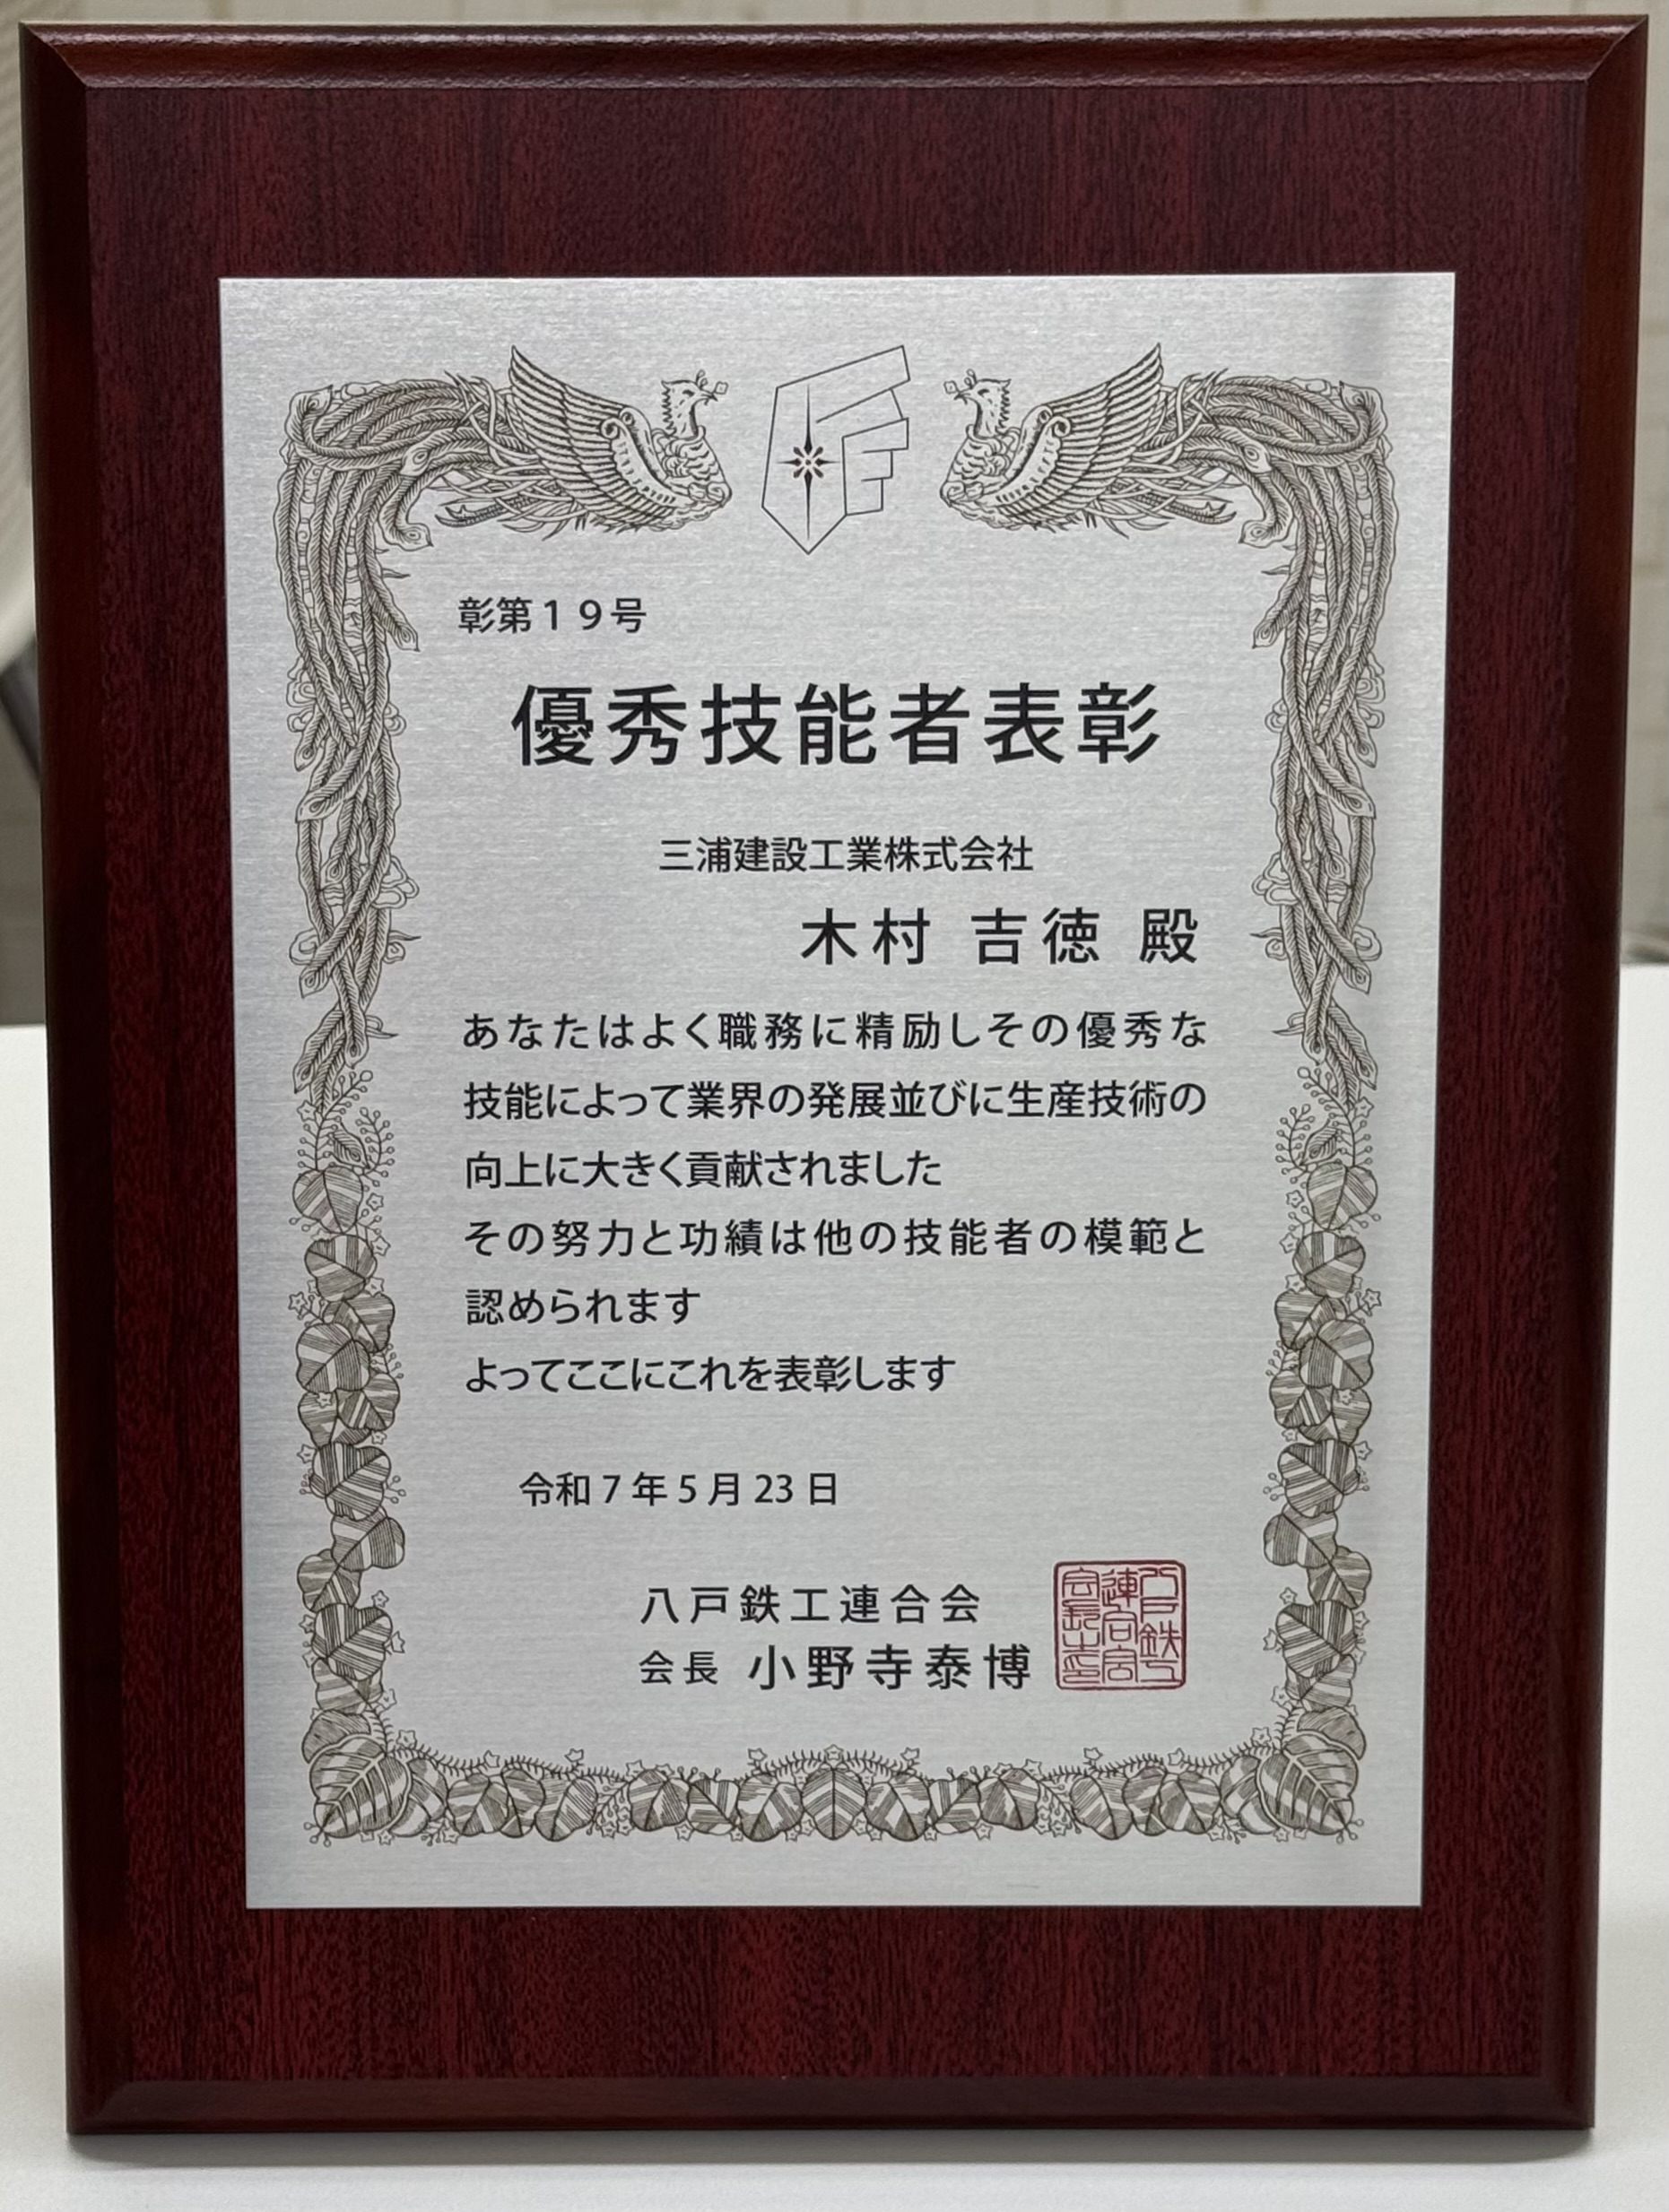 彰第１９号
優秀技能者表彰
三浦建設工業株式会社
木村 吉徳 殿
あなたはよく職務に精励しその優秀な
技能によって業界の発展並びに生産技術の
向上に大きく貢献されました
その努力と功績は他の技能者の模範と
認められます
よってここにこれを表彰します
令和７年５月23日
八戸鉄工連合会
会長 小野寺泰博